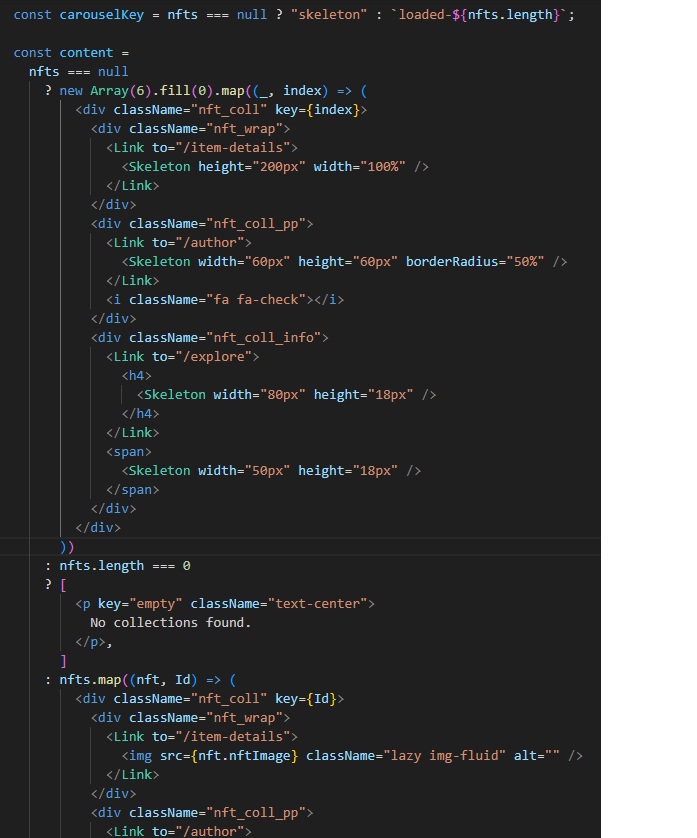 const carouselKey = nfts === null ? "skeleton" : `loaded-${nfts.length}`;
const content =
nfts === null
? new Array(6).fill(0).map((_, index) => (
<div className="nft_coll" key={index}>
<div className="nft_wrap">
<Link to="/item-details">
<Skeleton height="200px" width="100%" />
</Link>
</div>
<div className="nft_coll_pp">
<Link to="/author">
<Skeleton width="60px" height="60px" borderRadius="50%" />
</Link>
<i className="fa fa-check"></i>
</div>
<div className="nft_coll_info">
<Link to="/explore">
<h4>
<Skeleton width="80px" height="18px" />
</h4>
</Link>
<span>
<Skeleton width="50px" height="18px" />
</span>
</div>
</div>
))
: nfts.length === 0
? [
<p key="empty" className="text-center">
No collections found.
</p>,
]
: nfts.map((nft, Id) => (
<div className="nft_coll" key={Id}>
<div className="nft_wrap">
<Link to="/item-details">
<img src={nft.nftImage} className="lazy img-fluid" alt="" />
</Link>
</div>
<div className="nft_coll_pp">
<Link to="/author">